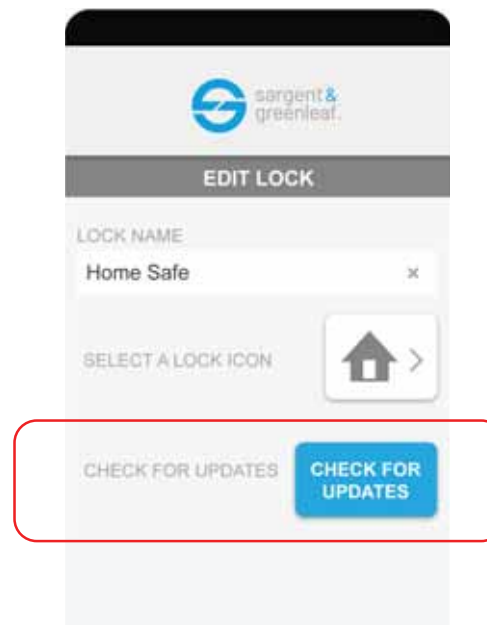 sargent &
greenleaf.
EDIT LOCK
LOCK NAME
Home Safe ×
SELECT A LOCK ICON
CHECK FOR UPDATES
CHECK FOR
UPDATES